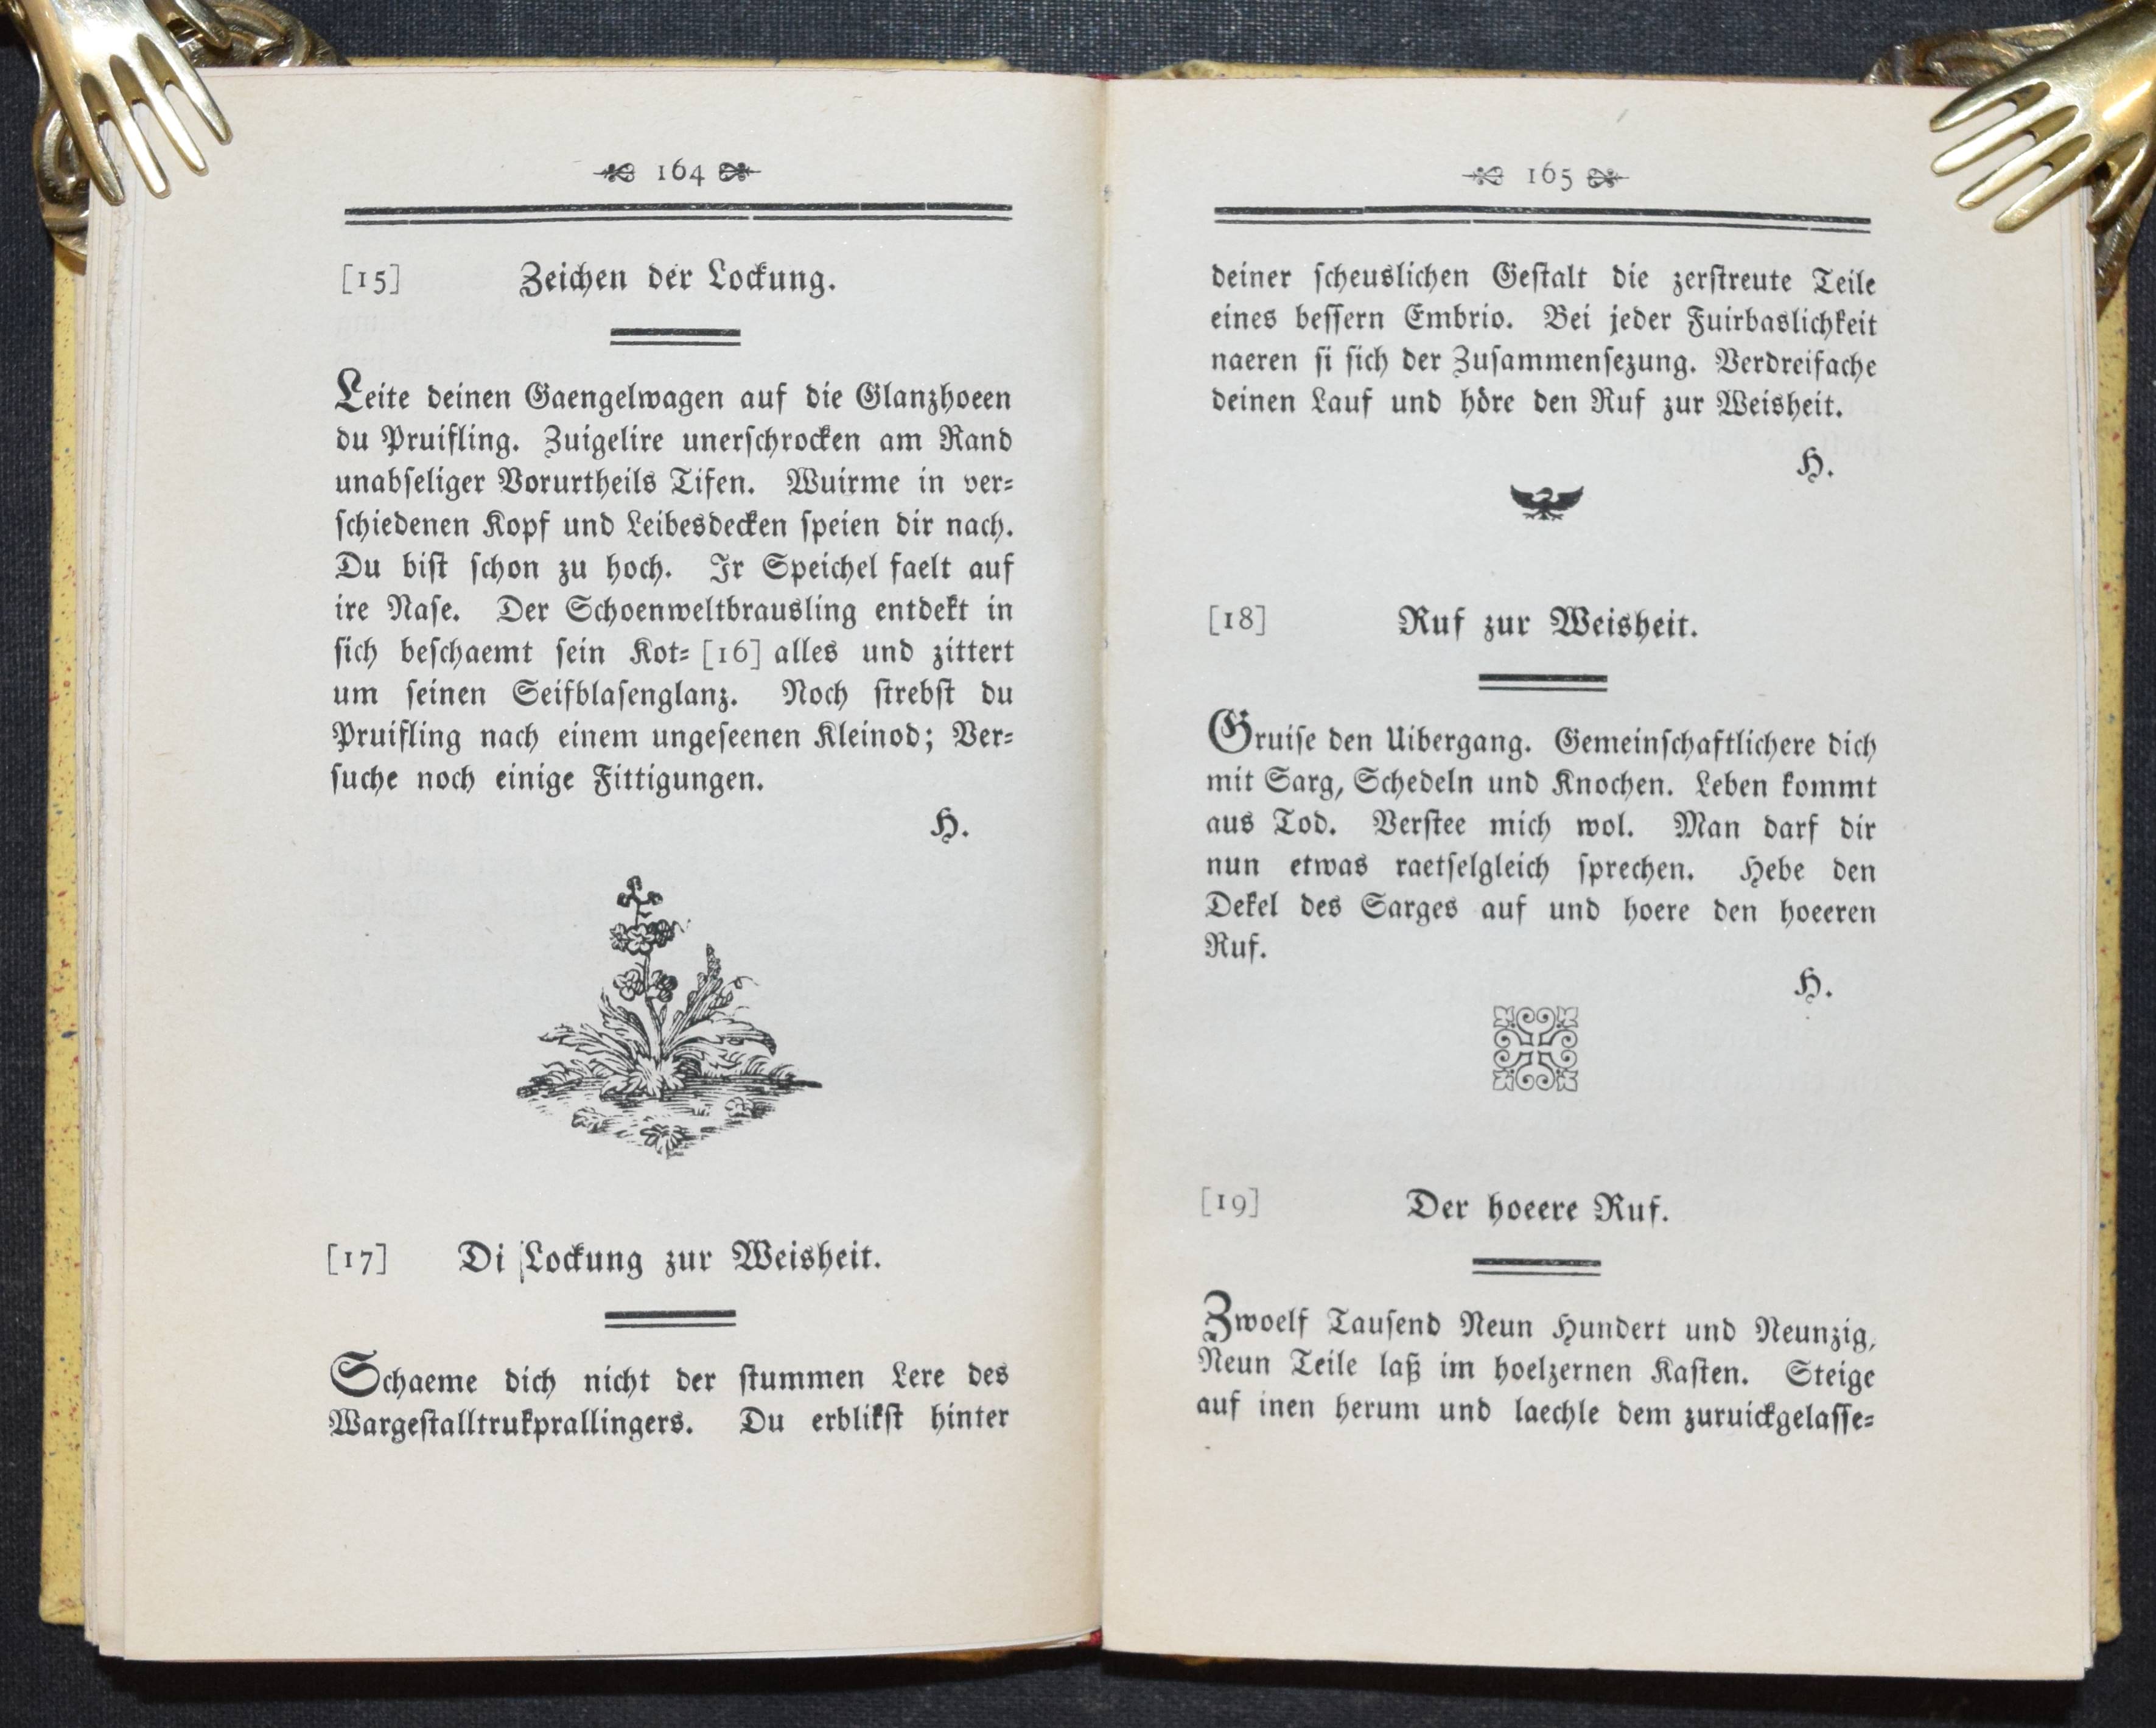 164
[15] Zeichen der Lockung.
Leite deinen Gaengelwagen auf die Glanzhoeen
du Pruifling. Zuigelire unerschrocken am Rand
unabseliger Vorurtheils Tifen. Wuirme in ver=
schiedenen Kopf und Leibesdecken speien dir nach.
Du bist schon zu hoch. Ir Speichel faelt auf
ire Nase. Der Schoenweltbrausling entdekt in
sich beschaemt sein Kot= [16] alles und zittert
um seinen Seifblasenglanz. Noch strebst du
Pruifling nach einem ungeseenen Kleinod; Ver=
suche noch einige Fittigungen.
H.
[17] Di Lockung zur Weisheit.
Schaeme dich nicht der stummen Lere des
Wargestalltrukprallingers. Du erblikst hinter
165
deiner scheuslichen Gestalt die zerstreute Teile
eines bessern Embrio. Bei jeder Fuirbaslichkeit
naeren si sich der Zusammensezung. Verdreifache
deinen Lauf und höre den Ruf zur Weisheit.
H.
[18] Ruf zur Weisheit.
Gruise den Uibergang. Gemeinschaftlichere dich
mit Sarg, Schedeln und Knochen. Leben kommt
aus Tod. Verstee mich wol. Man darf dir
nun etwas raetselgleich sprechen. Hebe den
Dekel des Sarges auf und hoere den hoeeren
Ruf.
H.
[19] Der hoeere Ruf.
Zwoelf Tausend Neun Hundert und Neunzig,
Neun Teile laß im hoelzernen Kasten. Steige
auf inen herum und laechle dem zuruickgelasse=